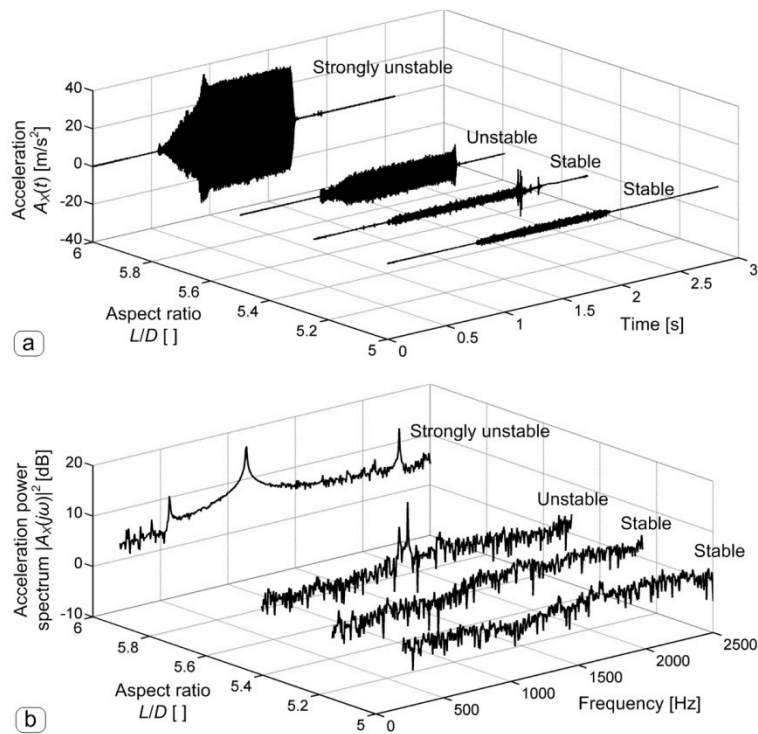 40
20
0
-20
-40
Acceleration
A_X(t) [m/s²]
Strongly unstable
Unstable
Stable
Stable
6
5.8
5.6
5.4
5.2
5
Aspect ratio
L/D [ ]
0
0.5
1
1.5
2
2.5
3
Time [s]
a
20
10
0
-10
Acceleration power
spectrum |A_X(jω)|² [dB]
Strongly unstable
Unstable
Stable
Stable
6
5.8
5.6
5.4
5.2
5
Aspect ratio
L/D [ ]
0
500
1000
1500
2000
2500
Frequency [Hz]
b